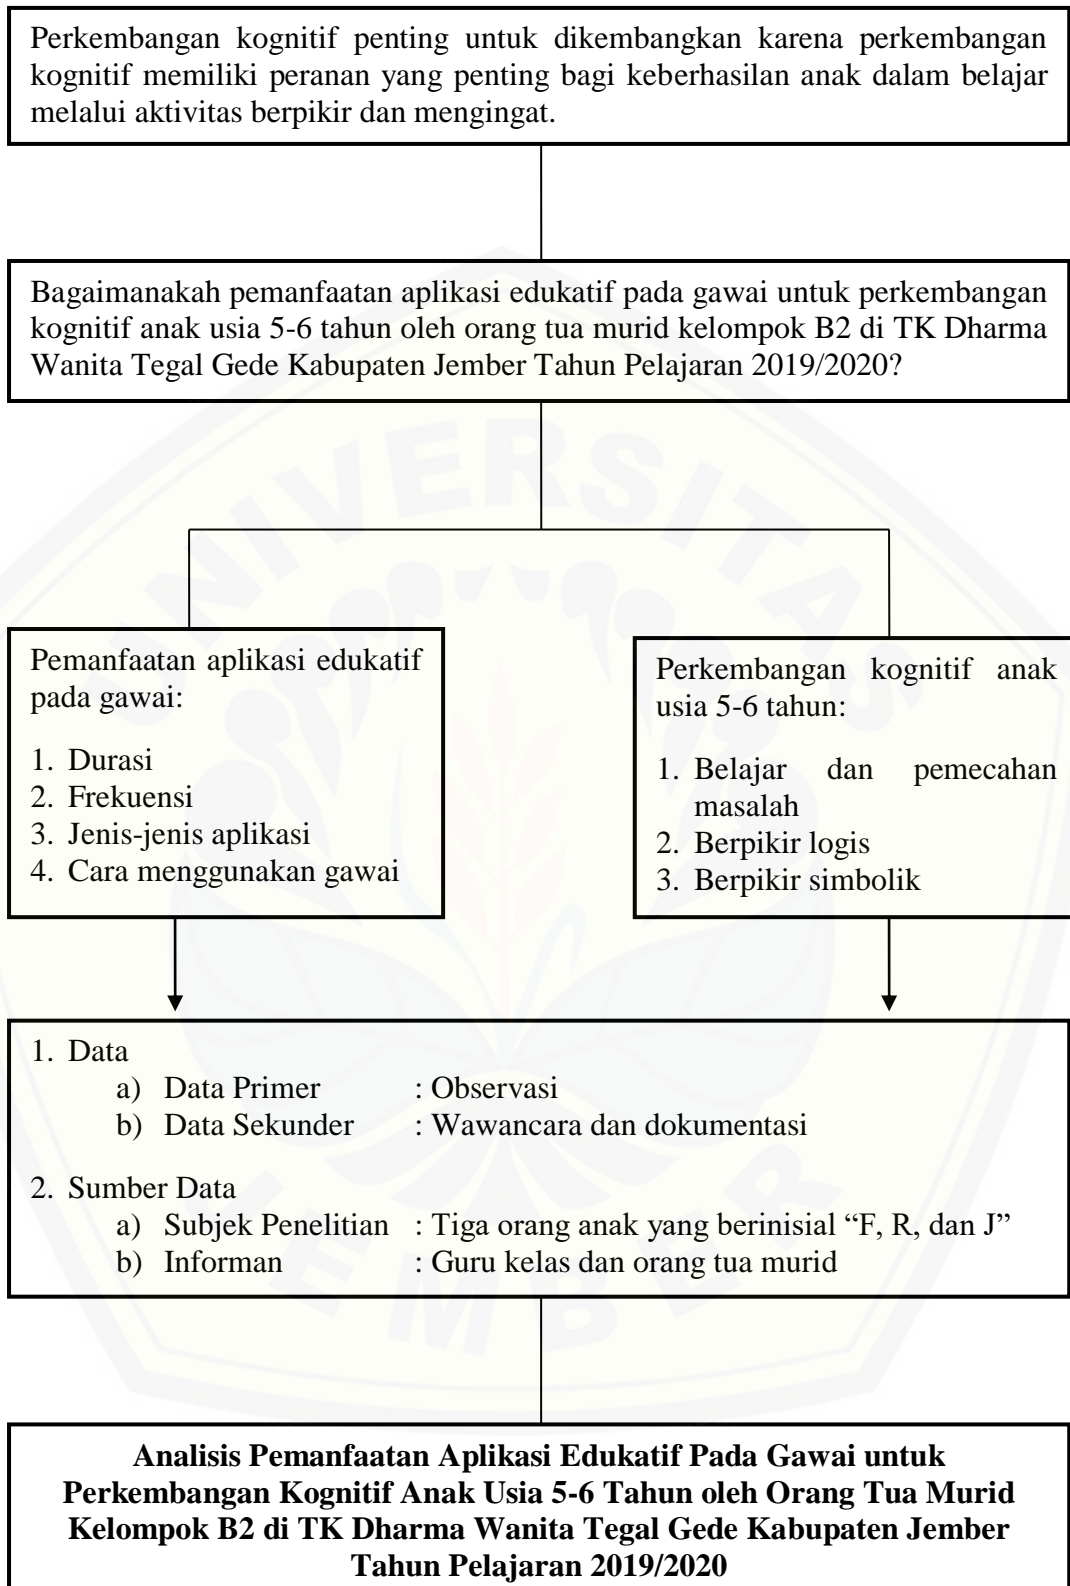 Perkembangan kognitif penting untuk dikembangkan karena perkembangan
kognitif memiliki peranan yang penting bagi keberhasilan anak dalam belajar
melalui aktivitas berpikir dan mengingat.
Bagaimanakah pemanfaatan aplikasi edukatif pada gawai untuk perkembangan
kognitif anak usia 5-6 tahun oleh orang tua murid kelompok B2 di TK Dharma
Wanita Tegal Gede Kabupaten Jember Tahun Pelajaran 2019/2020?
UNIVERSITAS
Pemanfaatan aplikasi edukatif
pada gawai:
1. Durasi
2. Frekuensi
3. Jenis-jenis aplikasi
4. Cara menggunakan gawai
Perkembangan kognitif anak
usia 5-6 tahun:
1. Belajar dan pemecahan
masalah
2. Berpikir logis
3. Berpikir simbolik
1. Data
a) Data Primer : Observasi
b) Data Sekunder : Wawancara dan dokumentasi
2. Sumber Data
a) Subjek Penelitian : Tiga orang anak yang berinisial “F, R, dan J”
b) Informan : Guru kelas dan orang tua murid
JEMBER
Analisis Pemanfaatan Aplikasi Edukatif Pada Gawai untuk
Perkembangan Kognitif Anak Usia 5-6 Tahun oleh Orang Tua Murid
Kelompok B2 di TK Dharma Wanita Tegal Gede Kabupaten Jember
Tahun Pelajaran 2019/2020